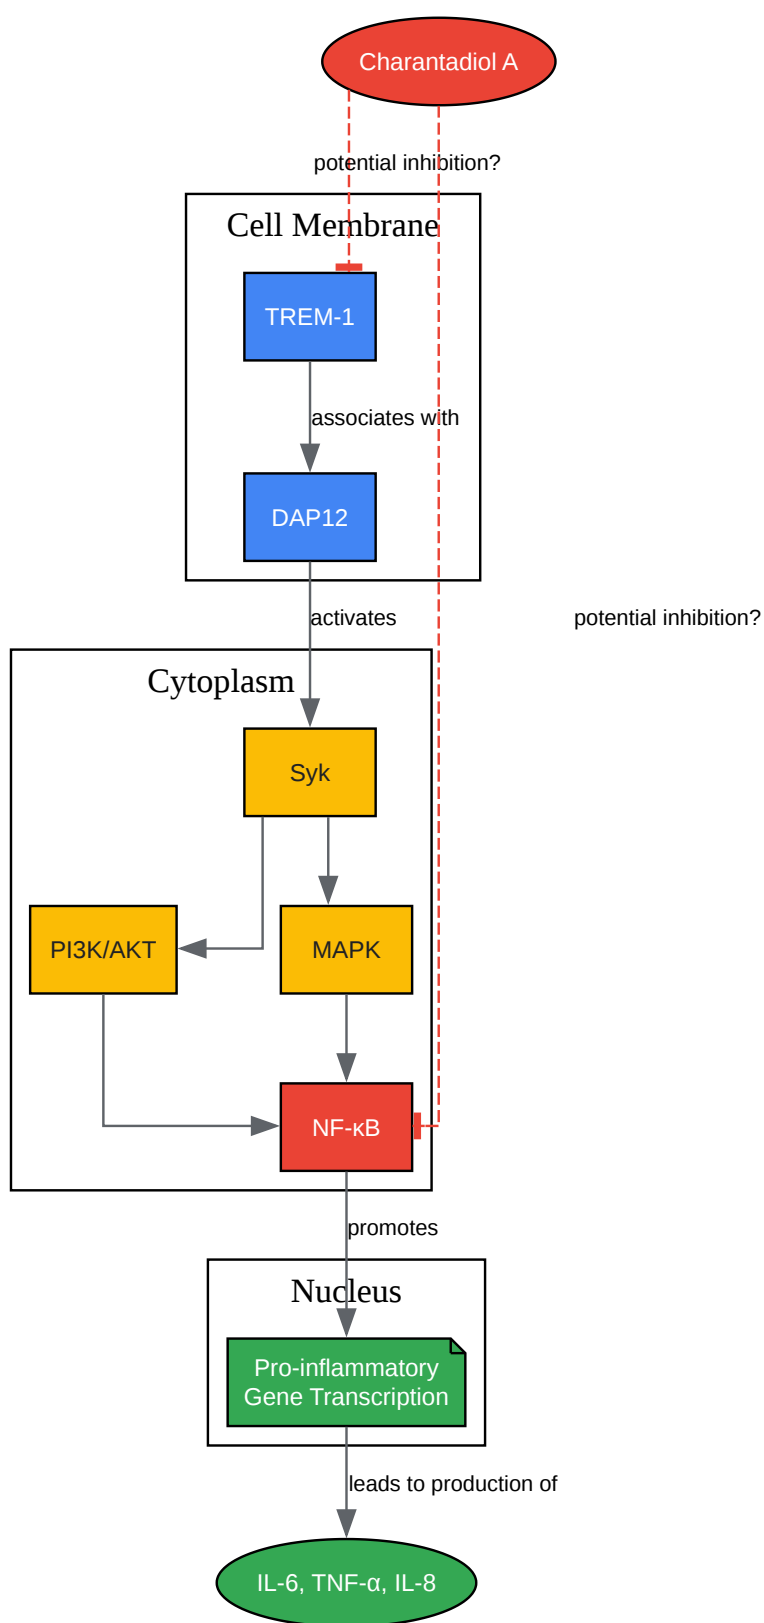 Charantadiol A
potential inhibition?
Cell Membrane
TREM-1
associates with
DAP12
activates
potential inhibition?
Cytoplasm
Syk
PI3K/AKT
MAPK
NF-κB
promotes
Nucleus
Pro-inflammatory
Gene Transcription
leads to production of
IL-6, TNF-α, IL-8